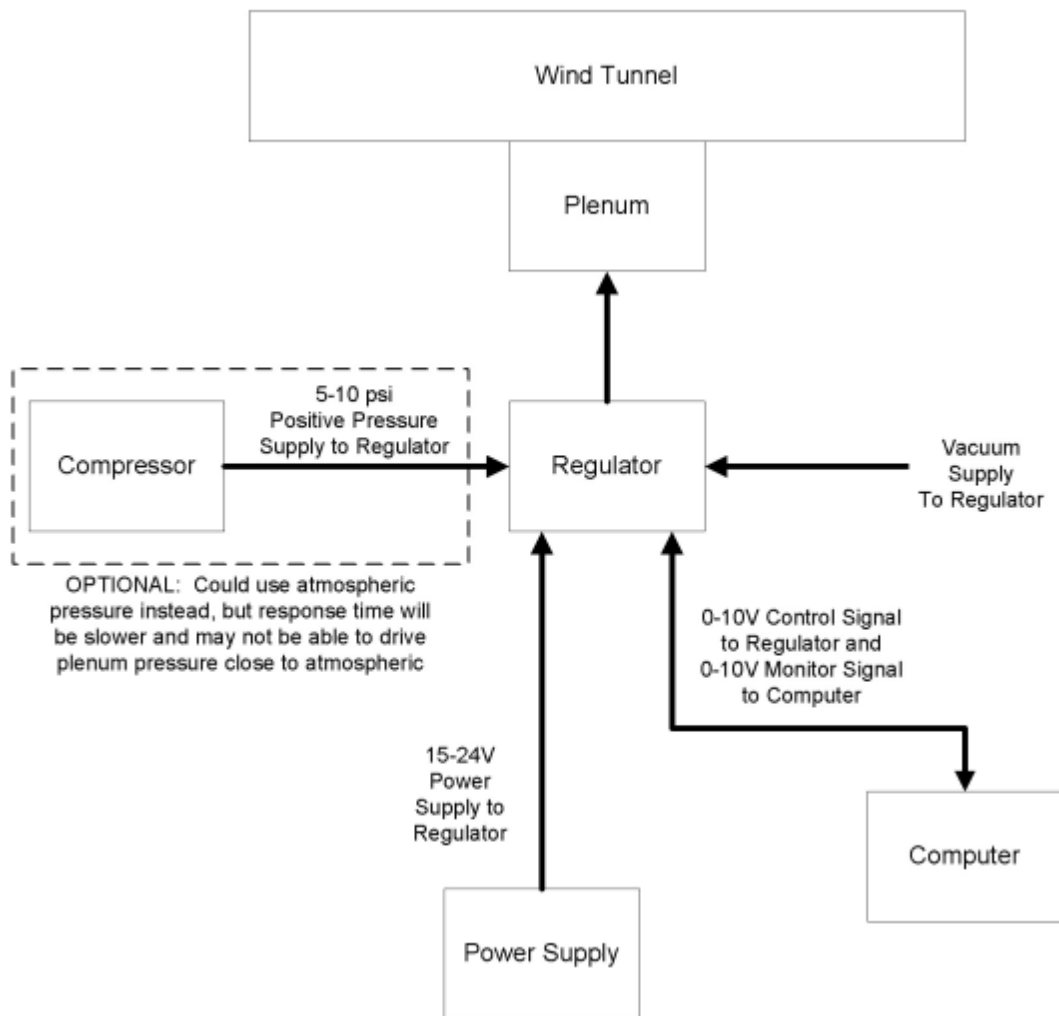 Wind Tunnel
Plenum
5-10 psi
Positive Pressure
Supply to Regulator
Compressor
Regulator
Vacuum
Supply
To Regulator
OPTIONAL:  Could use atmospheric
pressure instead, but response time will
be slower and may not be able to drive
plenum pressure close to atmospheric
0-10V Control Signal
to Regulator and
0-10V Monitor Signal
to Computer
15-24V
Power
Supply to
Regulator
Computer
Power Supply